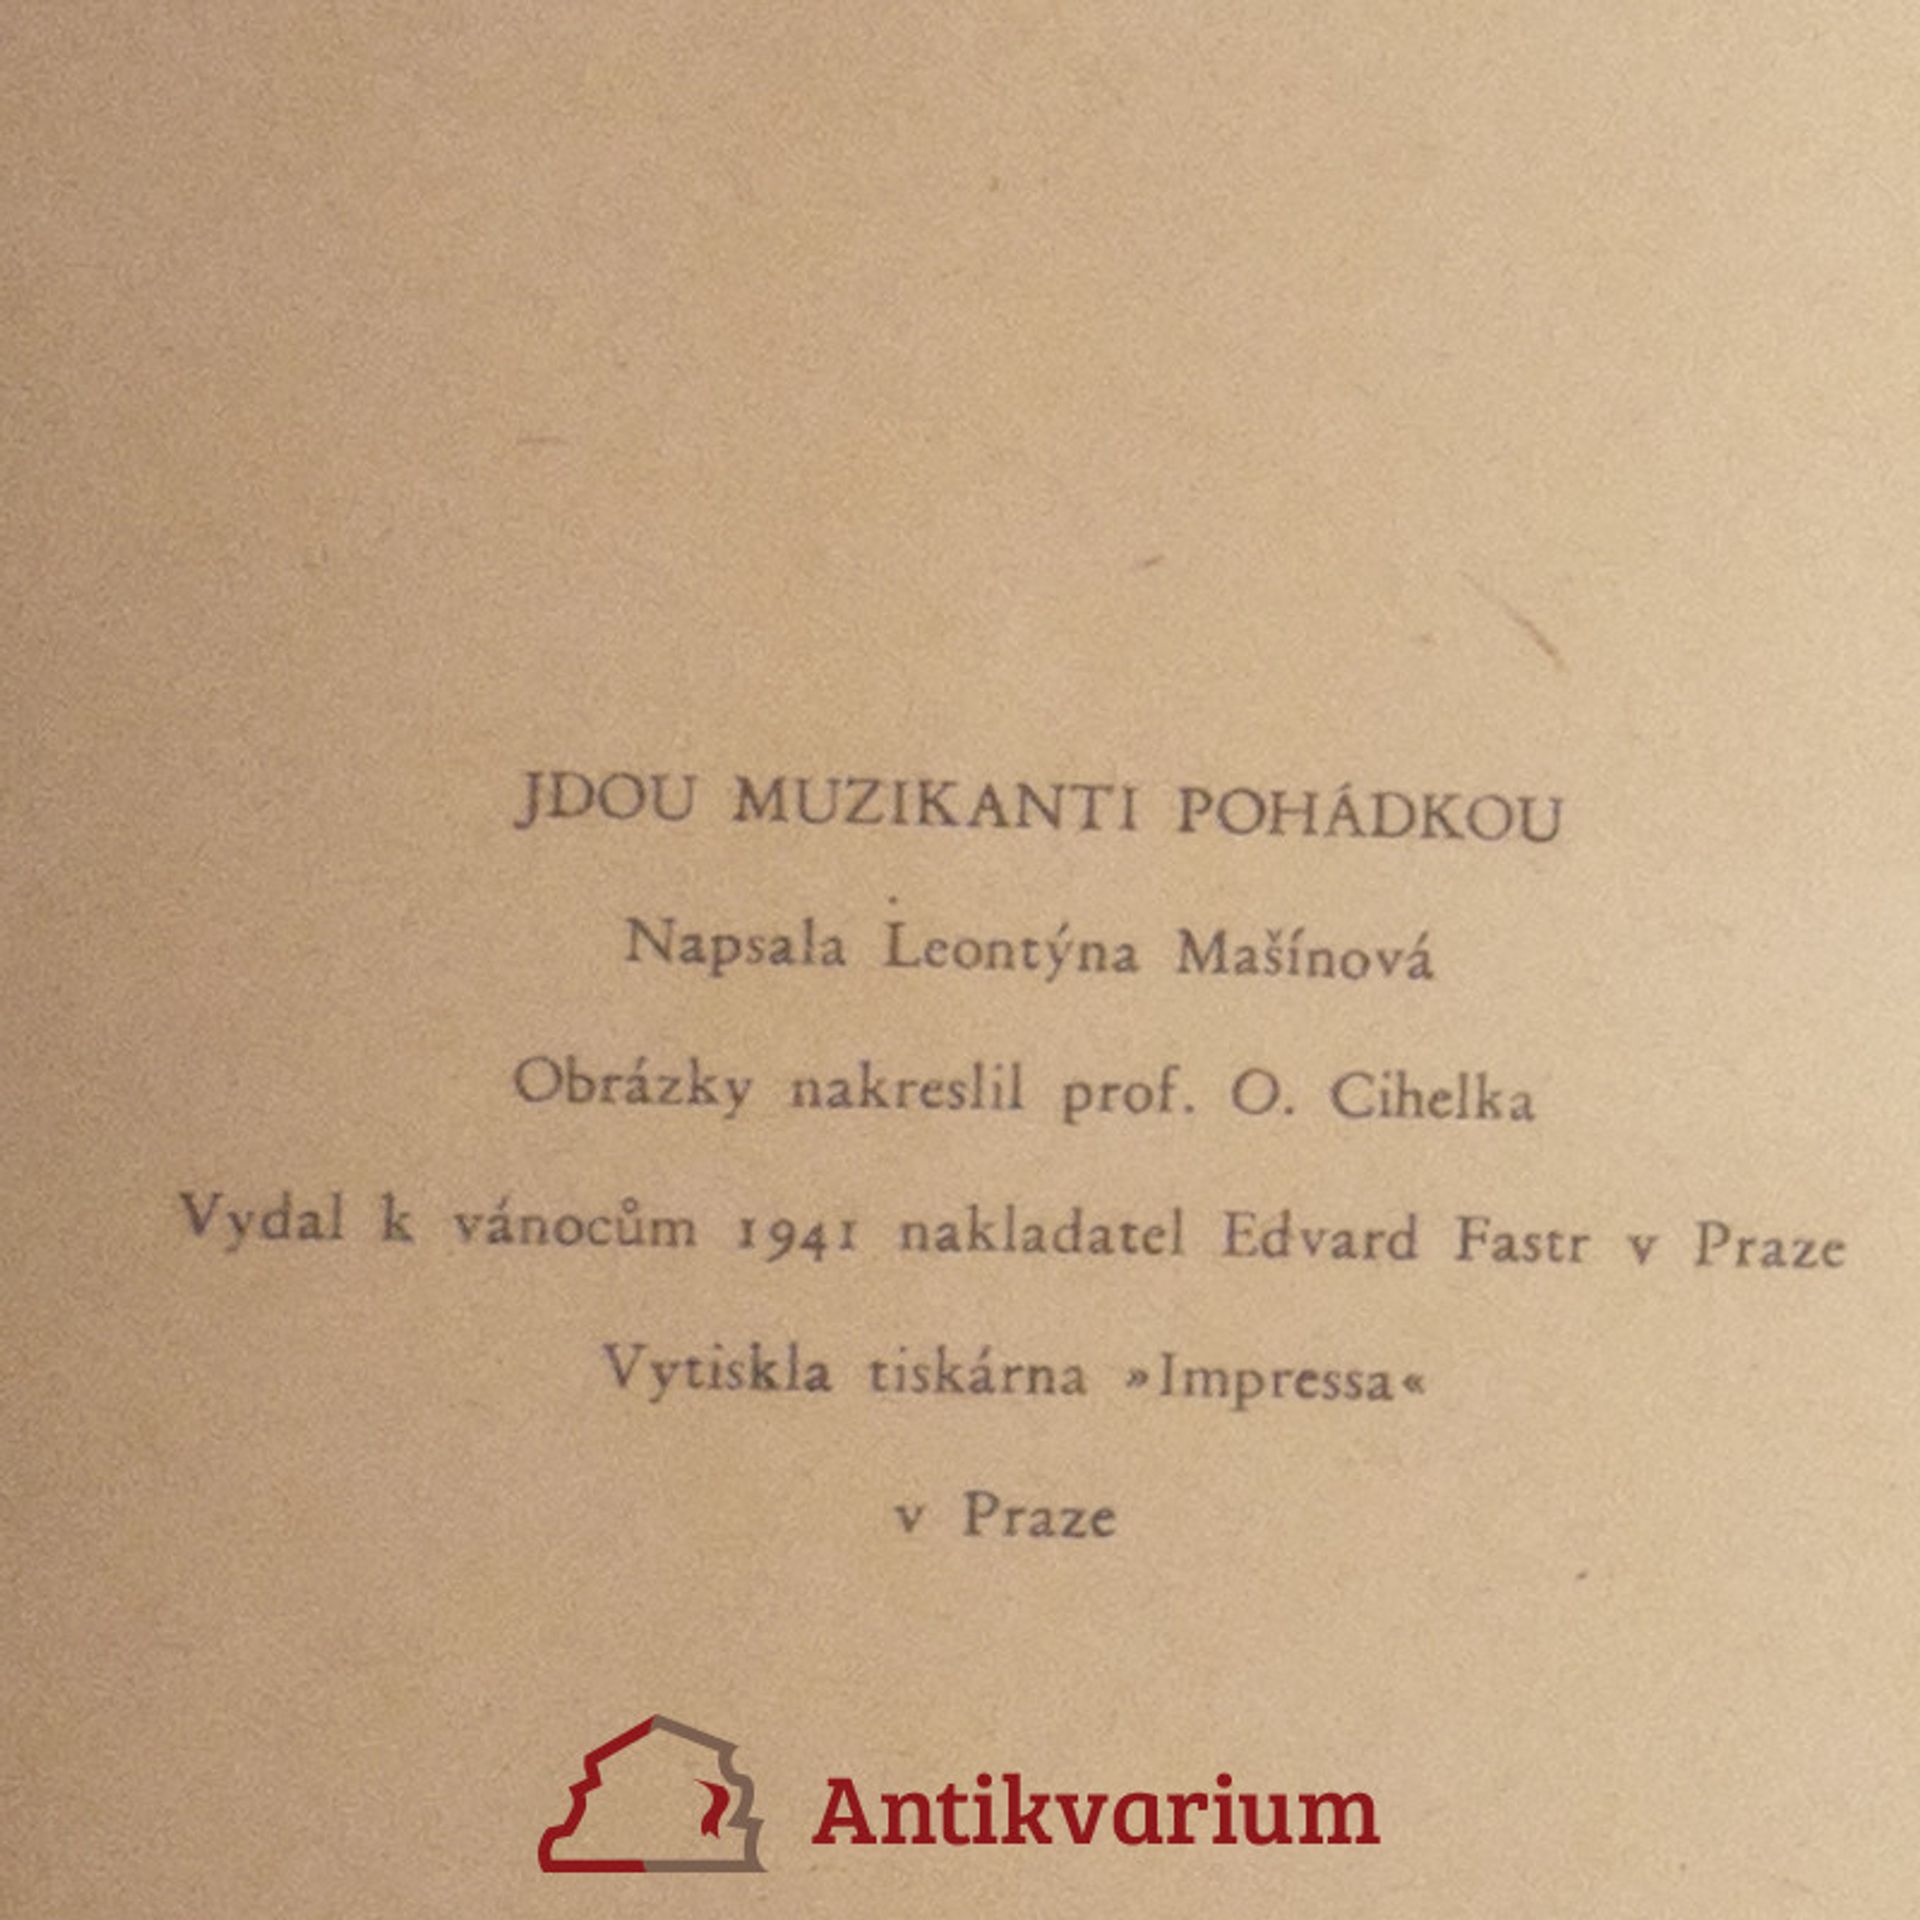 JDOU MUZIKANTI POHÁDKOU
Napsala Leontýna Mašínová
Obrázky nakreslil prof. O. Cihelka
Vydal k vánocům 1941 nakladatel Edvard Fastr v Praze
Vytiskla tiskárna »Impressa«
v Praze
Antikvarium